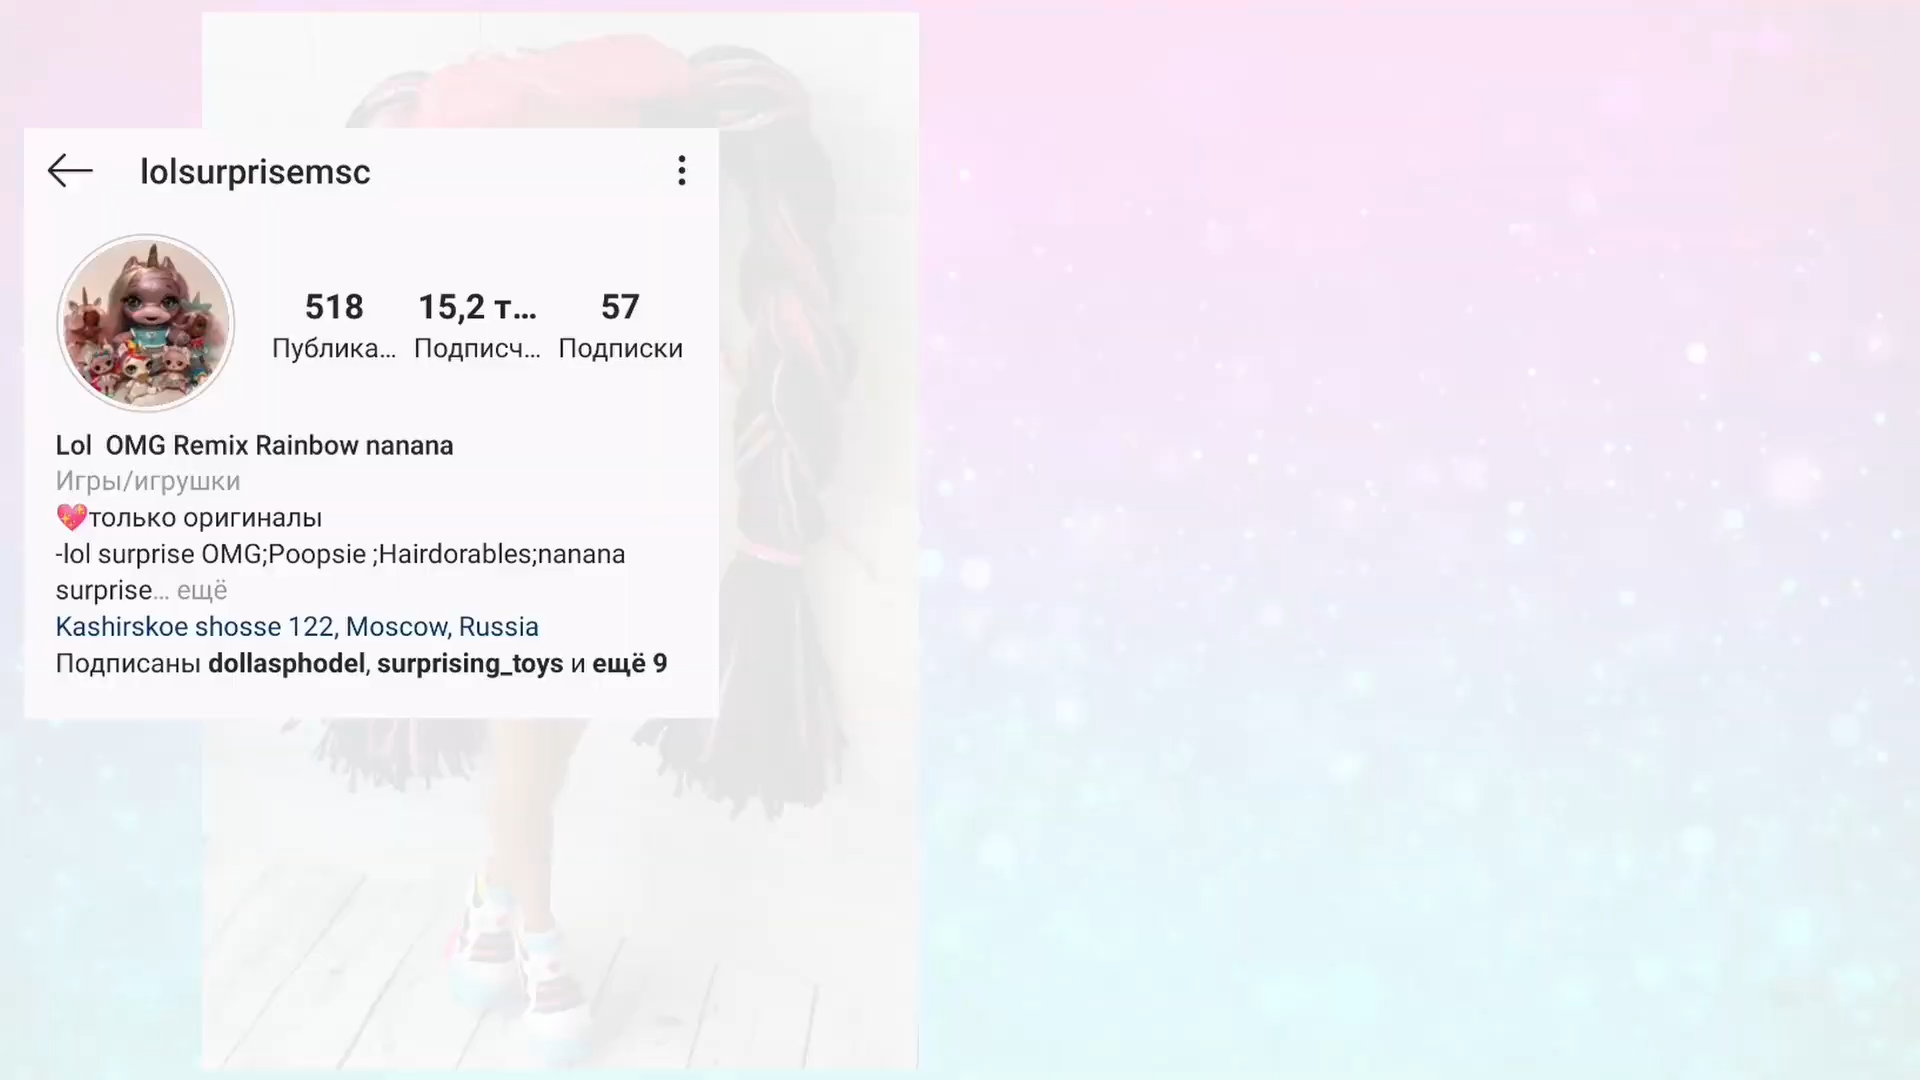 lolsurprisemsc
518 15,2 т... 57
Публика... Подписч... Подписки
Lol OMG Remix Rainbow nanana
Игры/игрушки
💖только оригиналы
-lol surprise OMG;Poopsie ;Hairdorables;nanana
surprise... ещё
Kashirskoe shosse 122, Moscow, Russia
Подписаны dollasphodel, surprising_toys и ещё 9